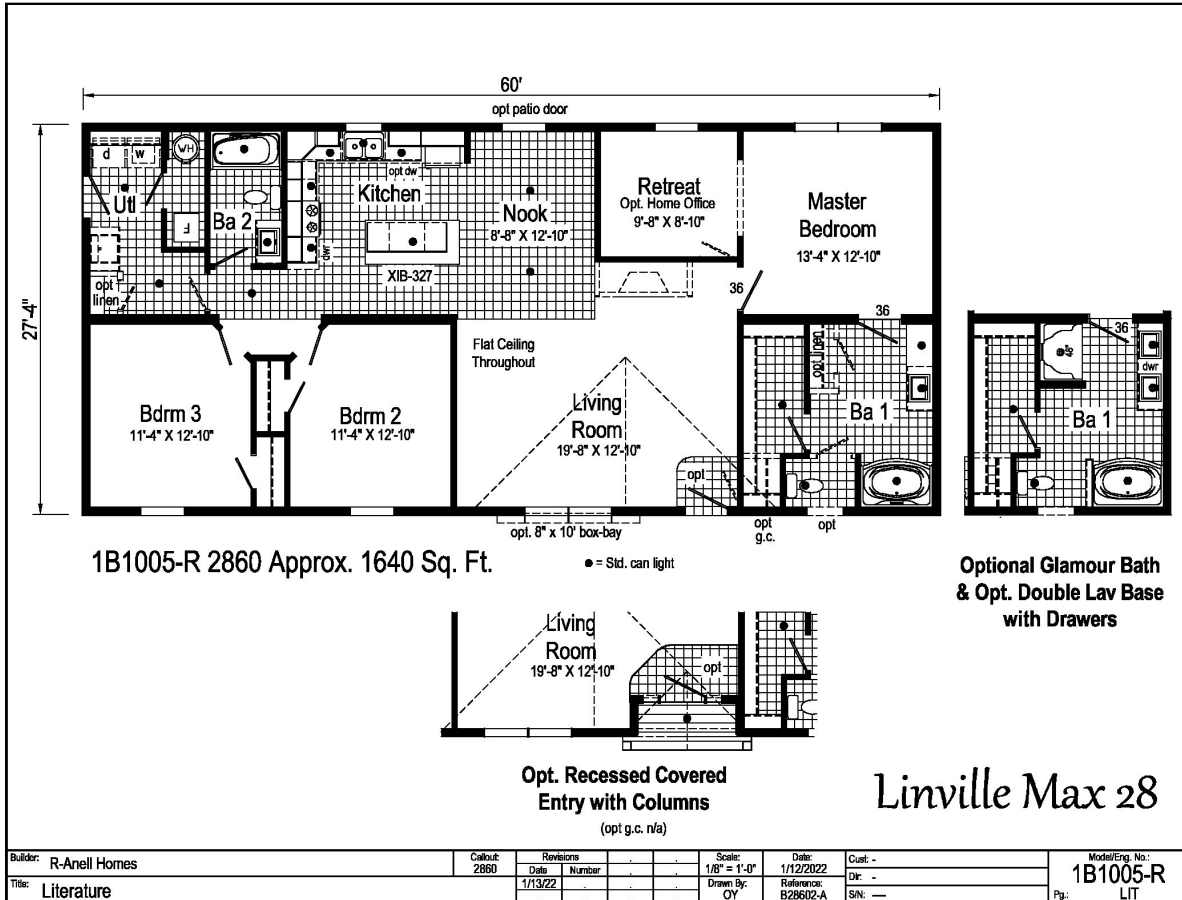 60'
opt patio door
27'-4"
d
w
WH
Utl
F
Ba 2
opt
linen
Kitchen
opt dw
dwr
XIB-327
Nook
8'-8" X 12'-10"
Retreat
Opt. Home Office
9'-8" X 8'-10"
Master
Bedroom
13'-4" X 12'-10"
36
36
Bdrm 3
11'-4" X 12'-10"
Bdrm 2
11'-4" X 12'-10"
Flat Ceiling
Throughout
Living
Room
19'-8" X 12'-10"
opt
opt linen
Ba 1
opt. 8" x 10' box-bay
opt
g.c.
opt
36
48"
dwr
Ba 1
1B1005-R 2860 Approx. 1640 Sq. Ft.
● = Std. can light
Optional Glamour Bath
& Opt. Double Lav Base
with Drawers
Living
Room
19'-8" X 12'-10"
opt
Opt. Recessed Covered
Entry with Columns
(opt g.c. n/a)
Linville Max 28
Builder: R-Anell Homes
Title: Literature
Callout:
2860
Revisions
Date Number
1/13/22
Scale:
1/8" = 1'-0"
Drawn By:
OY
Date:
1/12/2022
Reference:
B28602-A
Cust: -
Dir: -
S/N: —
Model/Eng. No.:
1B1005-R
Pg.: LIT